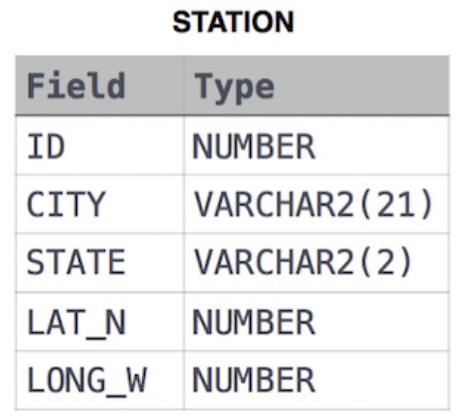 STATION
Field Type
ID NUMBER
CITY VARCHAR2(21)
STATE VARCHAR2(2)
LAT_N NUMBER
LONG_W NUMBER